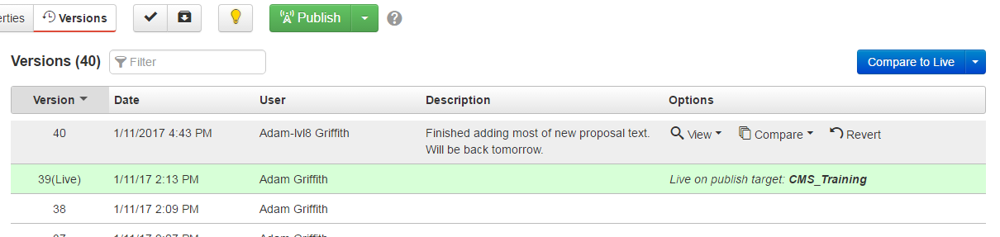 erties Versions Publish
Versions (40) Filter Compare to Live
Version Date User Description Options
40 1/11/2017 4:43 PM Adam-lvl8 Griffith Finished adding most of new proposal text. View Compare Revert
Will be back tomorrow.
39(Live) 1/11/17 2:13 PM Adam Griffith Live on publish target: CMS_Training
38 1/11/17 2:09 PM Adam Griffith